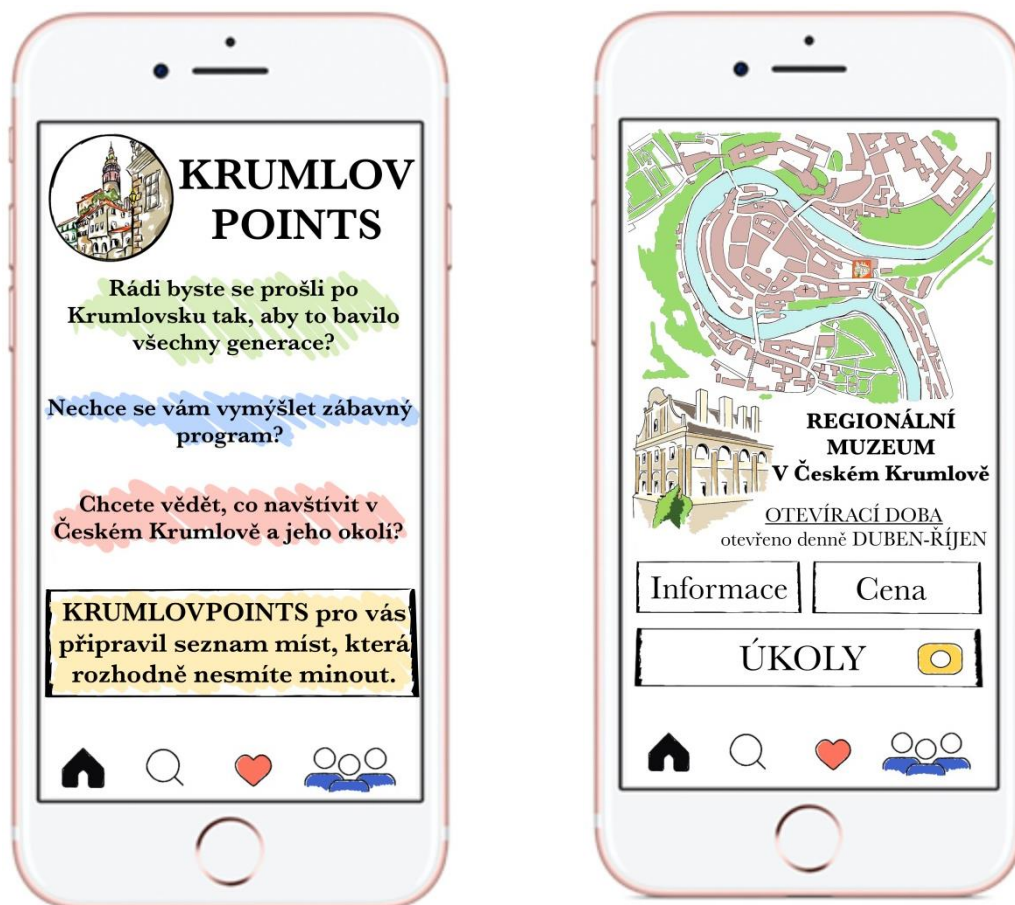 KRUMLOV
POINTS
Rádi byste se prošli po
Krumlovsku tak, aby to bavilo
všechny generace?
Nechce se vám vymýšlet zábavný
program?
Chcete vědět, co navštívit v
Českém Krumlově a jeho okolí?
KRUMLOVPOINTS pro vás
připravil seznam míst, která
rozhodně nesmíte minout.
REGIONÁLNÍ
MUZEUM
V Českém Krumlově
OTEVÍRACÍ DOBA
otevřeno denně DUBEN-ŘÍJEN
Informace
Cena
ÚKOLY